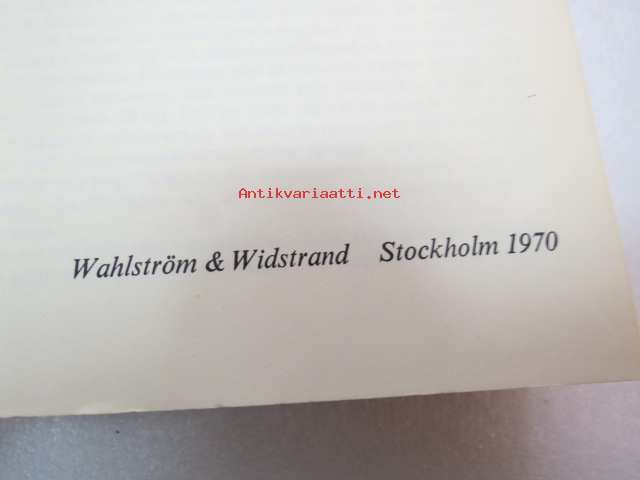 Antikvariaatti.net
Wahlström & Widstrand Stockholm 1970